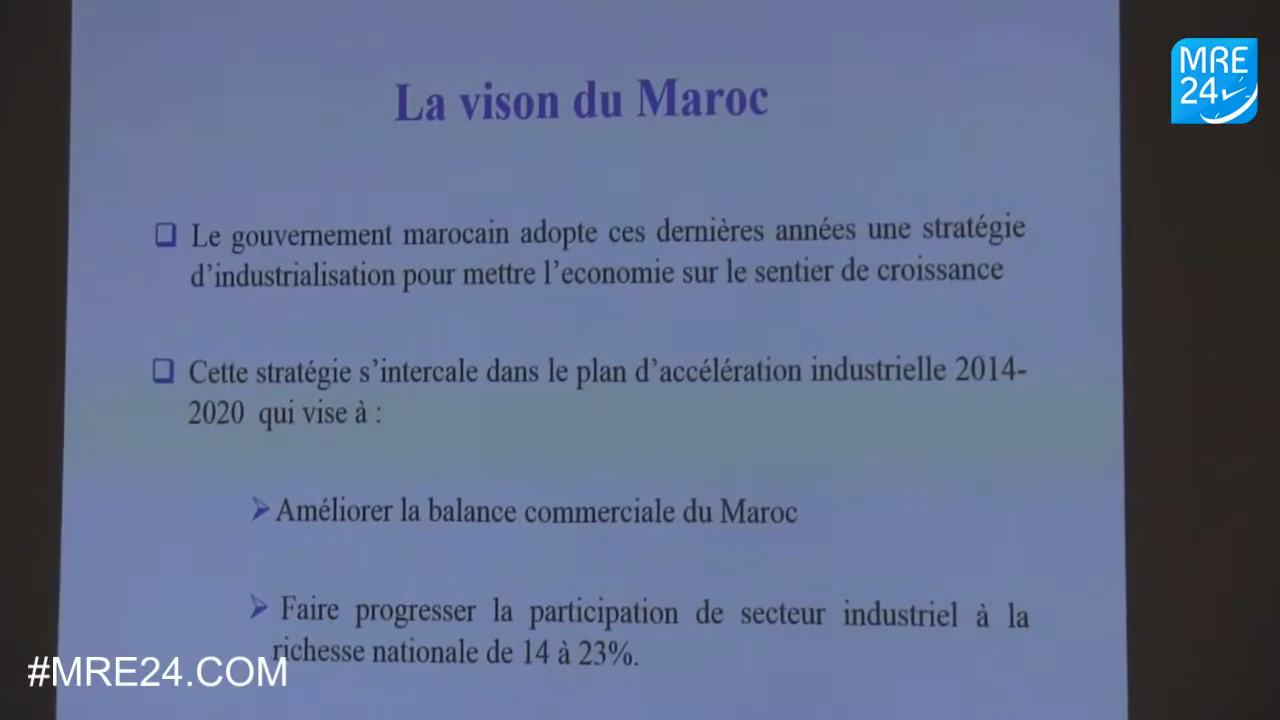 MRE
24
La vison du Maroc
❑ Le gouvernement marocain adopte ces dernières années une stratégie
d’industrialisation pour mettre l’economie sur le sentier de croissance
❑ Cette stratégie s’intercale dans le plan d’accélération industrielle 2014-
2020 qui vise à :
➢ Améliorer la balance commerciale du Maroc
➢ Faire progresser la participation de secteur industriel à la
richesse nationale de 14 à 23%.
#MRE24.COM